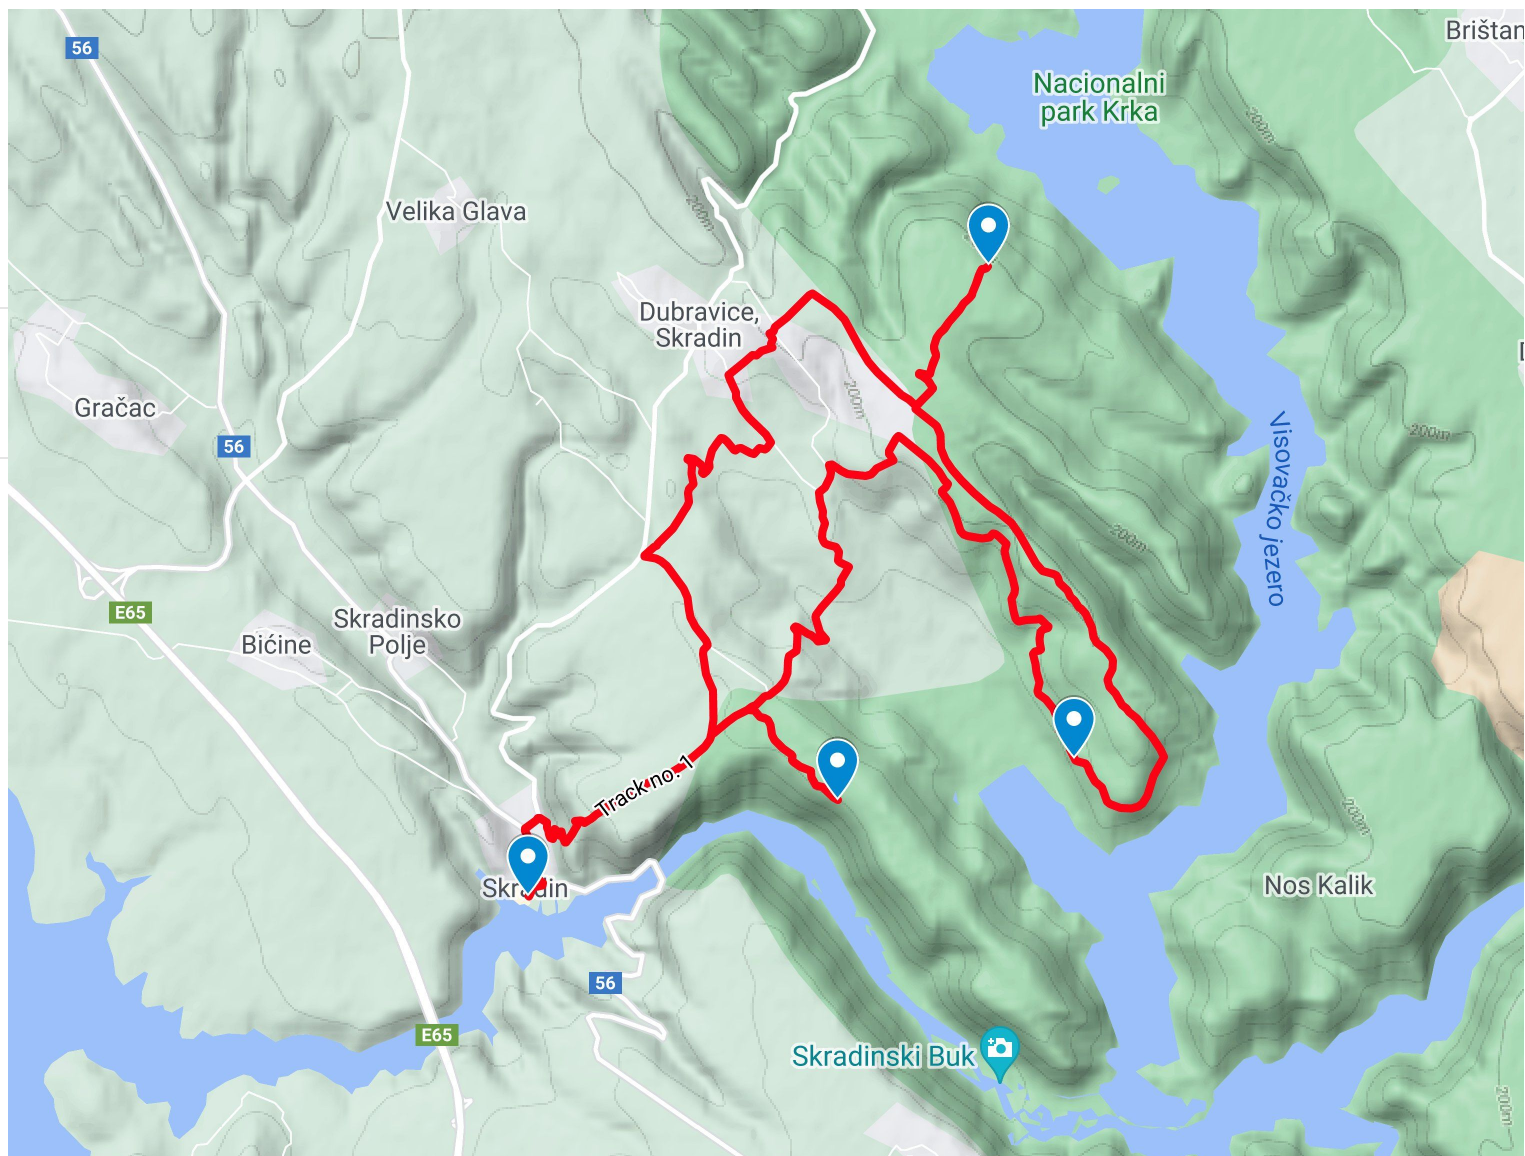 56
Brištan
Nacionalni
park Krka
200m
Velika Glava
200m
Dubravice,
Skradin
200m
Gračac
56
200m
Visovačko jezero
200m
E65
Skradinsko
Polje
Bićine
Track no. 1
200m
Skradin
Nos Kalik
56
E65
Skradinski Buk
200m